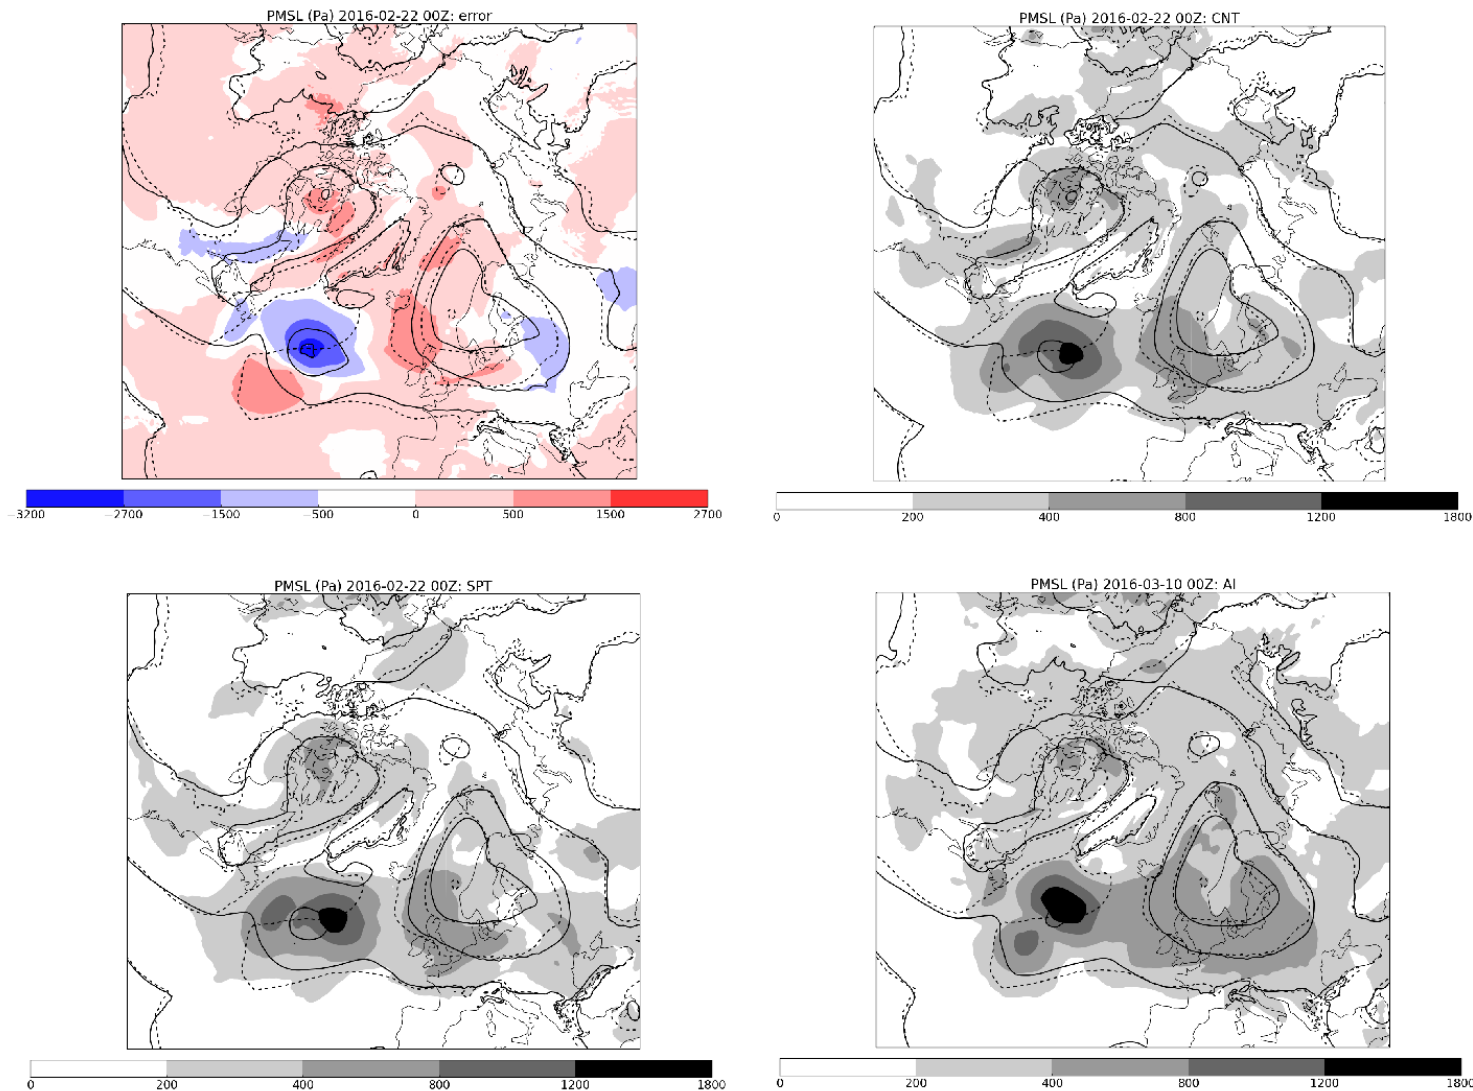 PMSL (Pa) 2016-02-22 00Z: error
−3200 −2700 −1500 −500 0 500 1500 2700
PMSL (Pa) 2016-02-22 00Z: CNT
0 200 400 800 1200 1800
PMSL (Pa) 2016-02-22 00Z: SPT
0 200 400 800 1200 1800
PMSL (Pa) 2016-03-10 00Z: AI
0 200 400 800 1200 1800